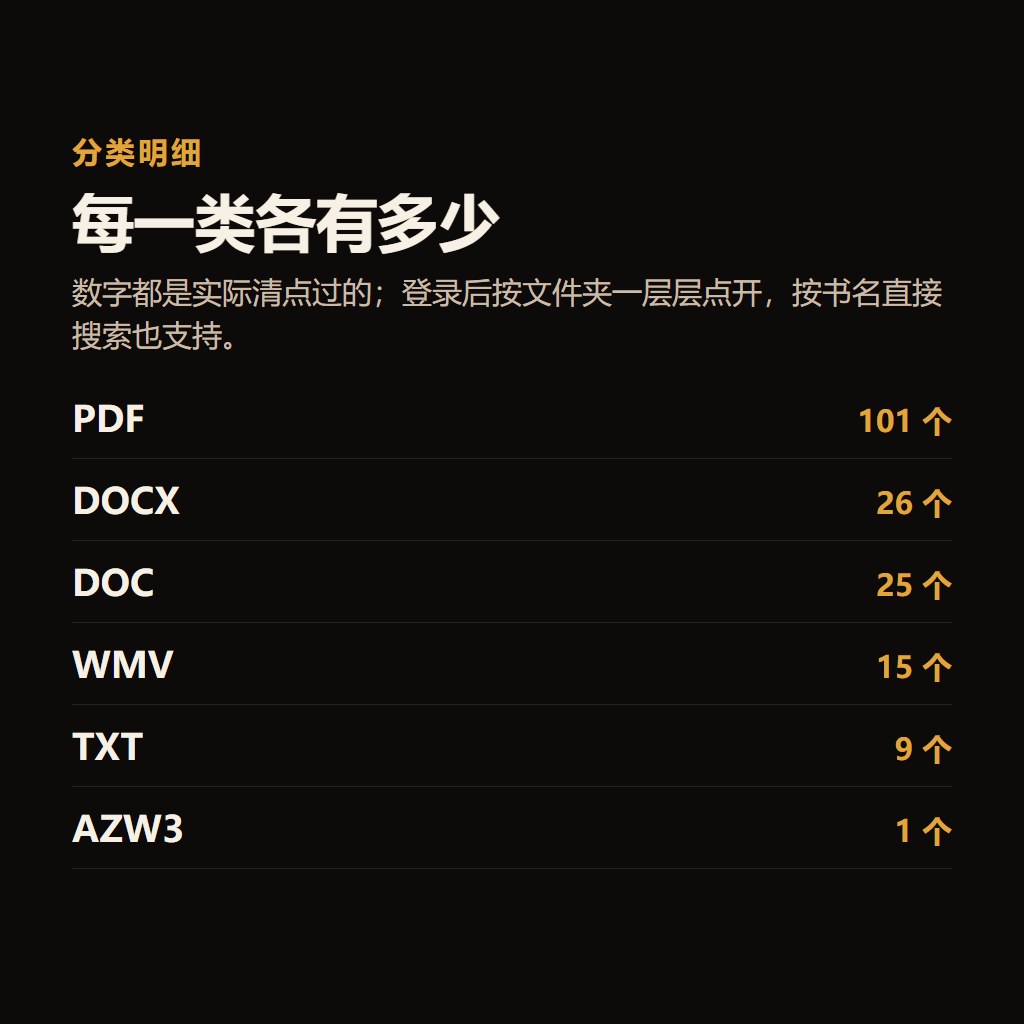 分类明细
每一类各有多少
数字都是实际清点过的；登录后按文件夹一层层点开，按书名直接
搜索也支持。
PDF 101 个
DOCX 26 个
DOC 25 个
WMV 15 个
TXT 9 个
AZW3 1 个